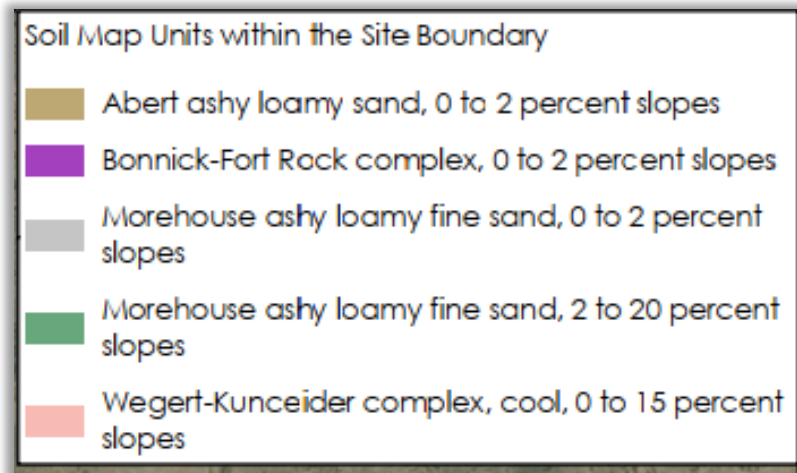 Soil Map Units within the Site Boundary
Abert ashy loamy sand, 0 to 2 percent slopes
Bonnick-Fort Rock complex, 0 to 2 percent slopes
Morehouse ashy loamy fine sand, 0 to 2 percent
slopes
Morehouse ashy loamy fine sand, 2 to 20 percent
slopes
Wegert-Kunceider complex, cool, 0 to 15 percent
slopes